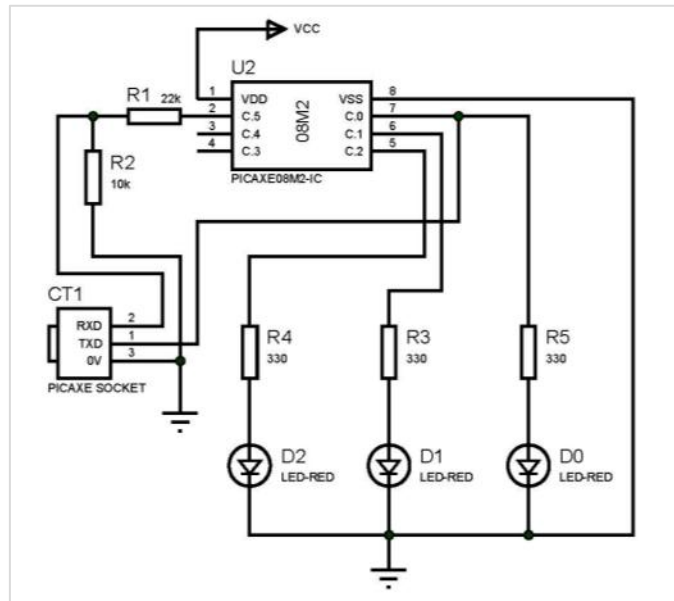 VCC
U2
R1 22k
1 VDD VSS 8
2 C.5 C.0 7
3 C.4 C.1 6
4 C.3 C.2 5
08M2
PICAXE08M2-IC
R2
10k
CT1
RXD 2
TXD 1
0V 3
PICAXE SOCKET
R4
330
R3
330
R5
330
D2
LED-RED
D1
LED-RED
D0
LED-RED